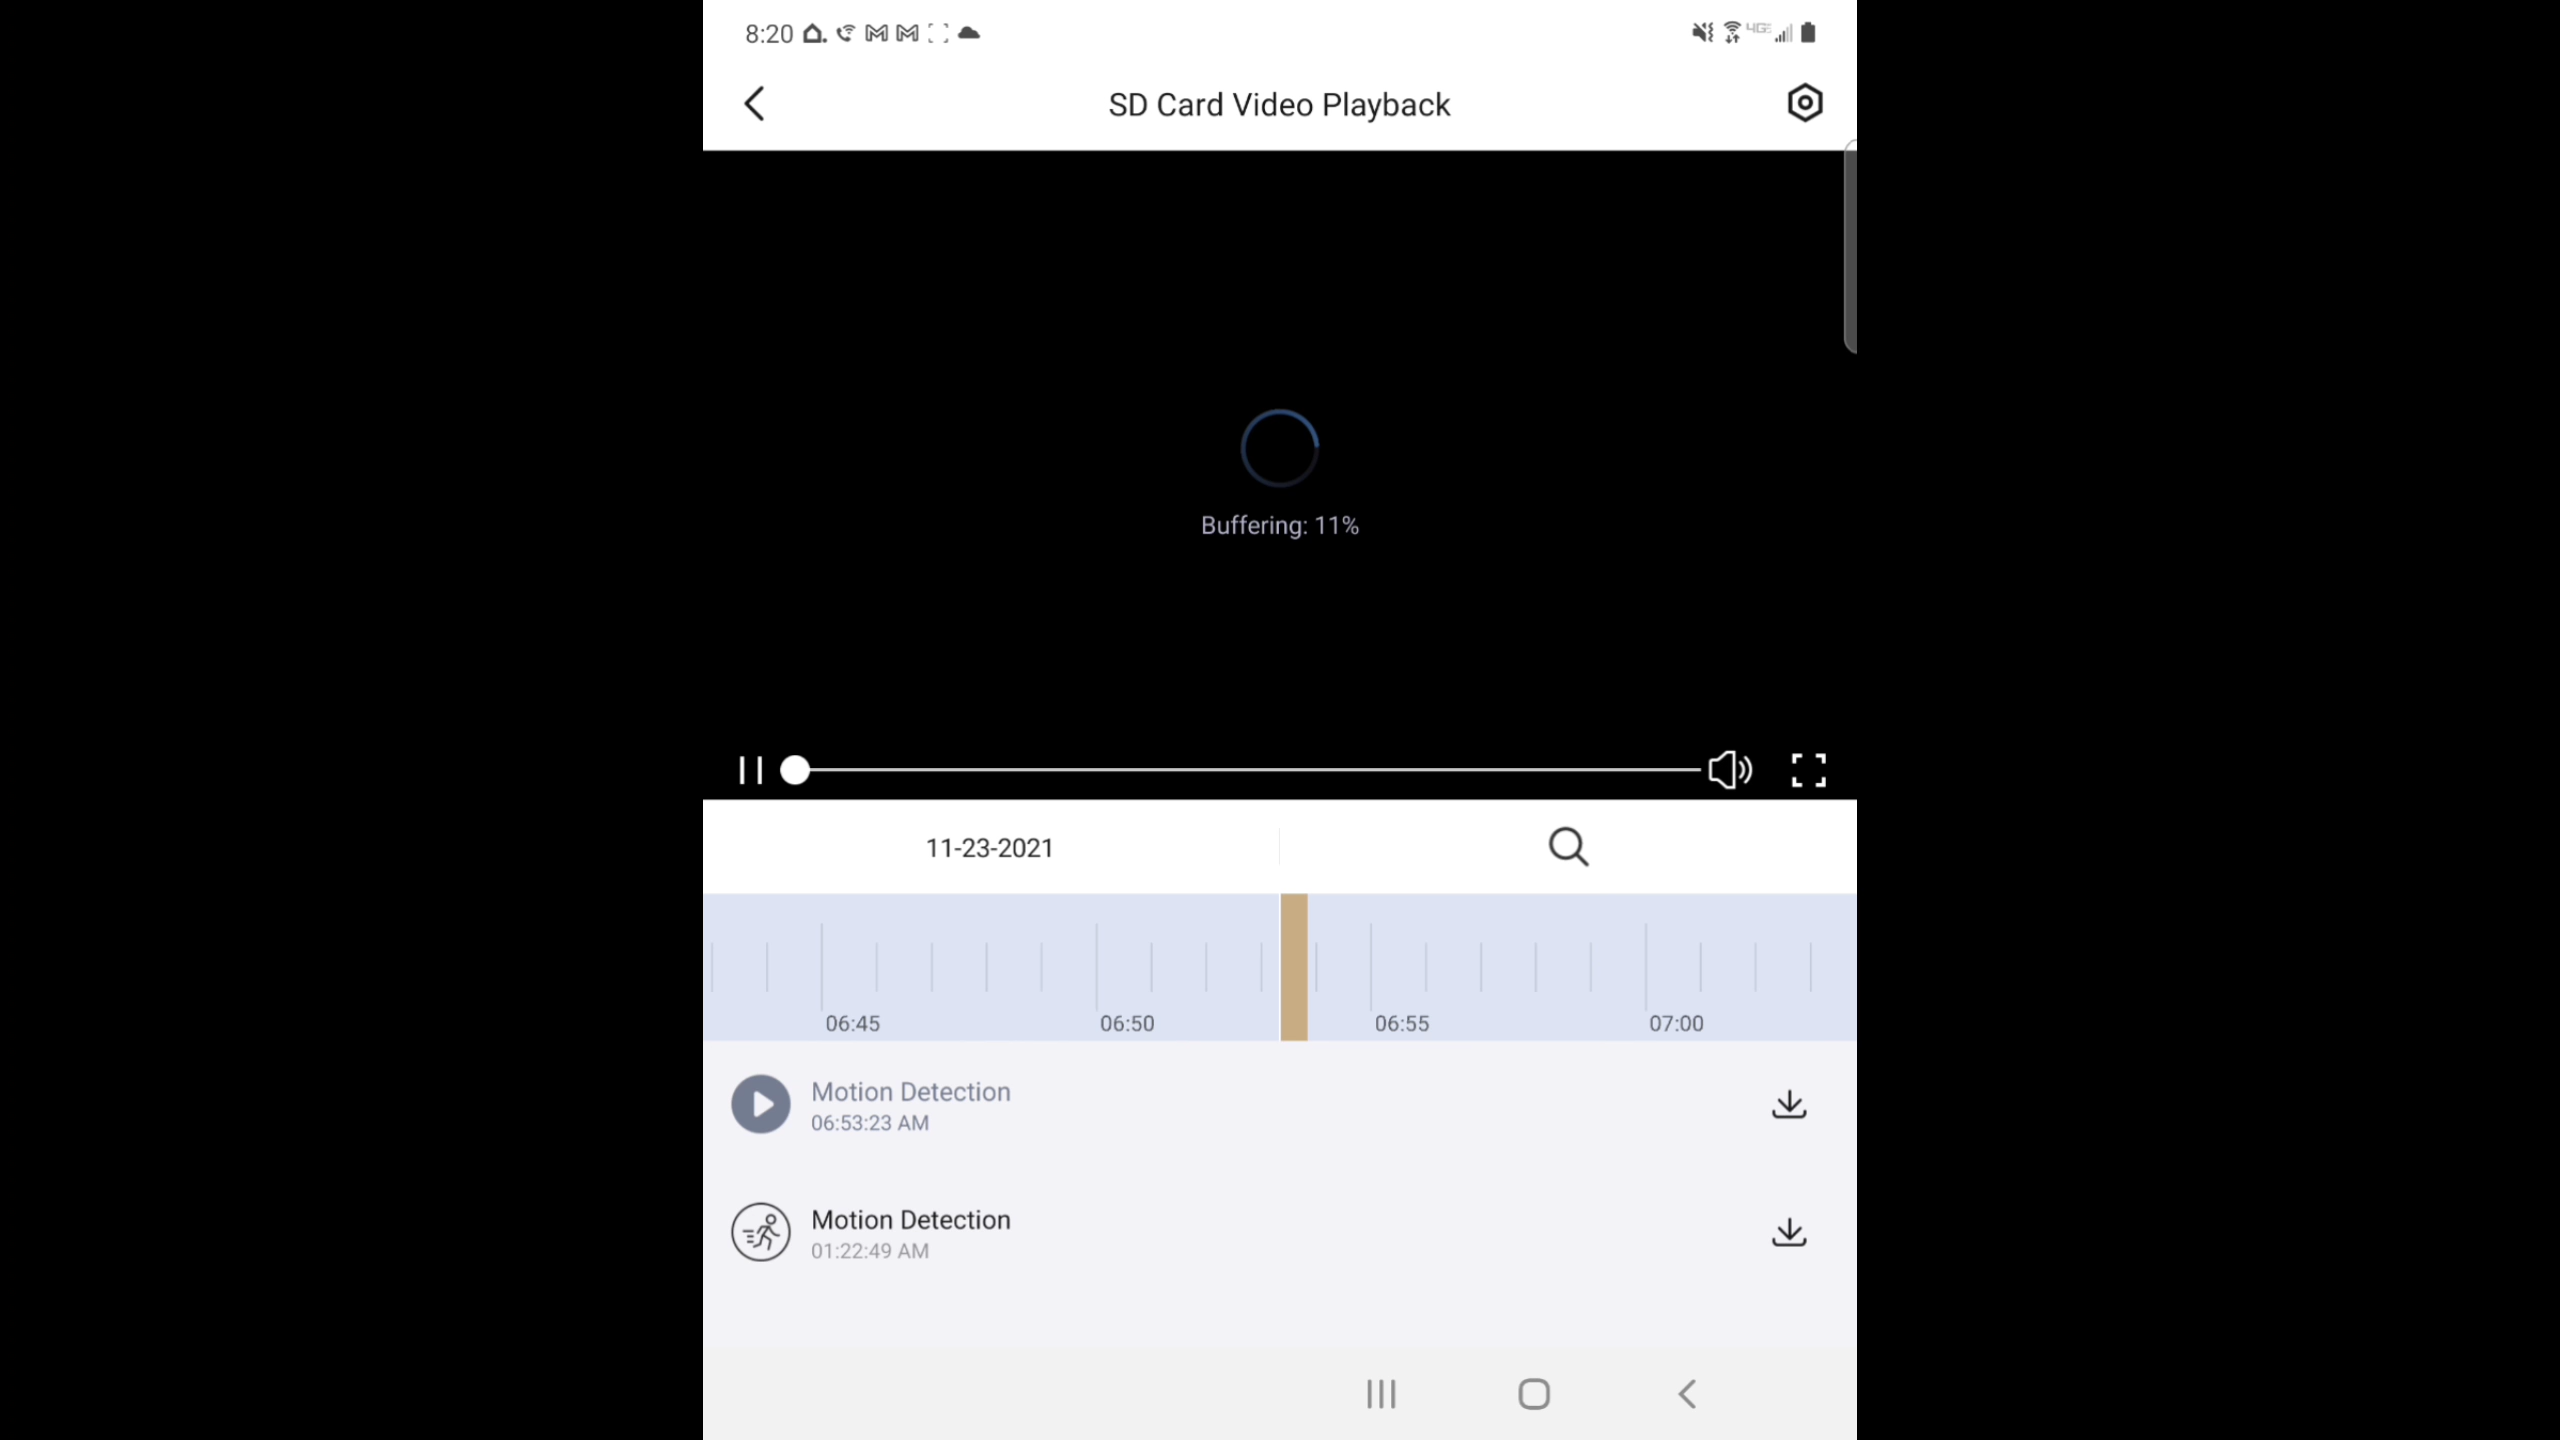 8:20
4GE
SD Card Video Playback
Buffering: 11%
11-23-2021
06:45
06:50
06:55
07:00
Motion Detection
06:53:23 AM
Motion Detection
01:22:49 AM